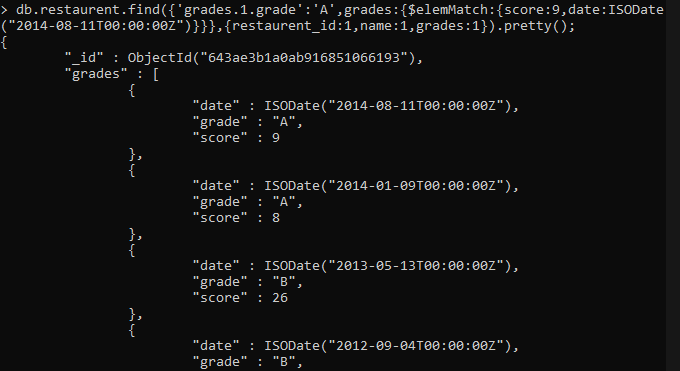 > db.restaurent.find({'grades.1.grade':'A',grades:{$elemMatch:{score:9,date:ISODate
("2014-08-11T00:00:00Z")}}},{restaurent_id:1,name:1,grades:1}).pretty();
{
        "_id" : ObjectId("643ae3b1a0ab916851066193"),
        "grades" : [
                {
                        "date" : ISODate("2014-08-11T00:00:00Z"),
                        "grade" : "A",
                        "score" : 9
                },
                {
                        "date" : ISODate("2014-01-09T00:00:00Z"),
                        "grade" : "A",
                        "score" : 8
                },
                {
                        "date" : ISODate("2013-05-13T00:00:00Z"),
                        "grade" : "B",
                        "score" : 26
                },
                {
                        "date" : ISODate("2012-09-04T00:00:00Z"),
                        "grade" : "B",